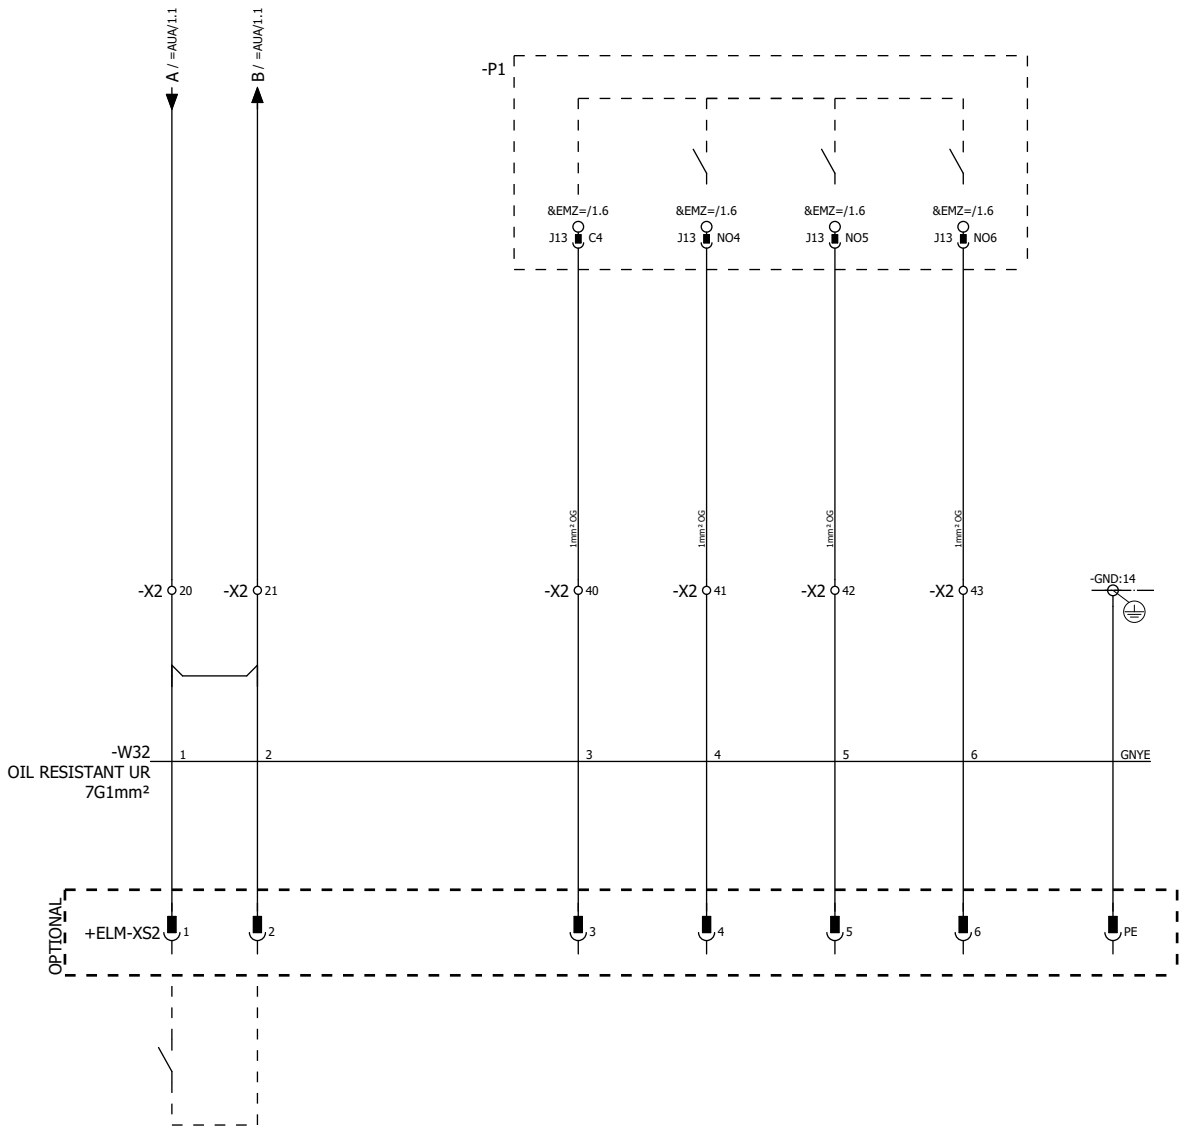 A / =AUA/1.1
B / =AUA/1.1
-P1
&EMZ=/1.6 &EMZ=/1.6 &EMZ=/1.6 &EMZ=/1.6
J13 C4 J13 NO4 J13 NO5 J13 NO6
1mm² OG 1mm² OG 1mm² OG 1mm² OG
-GND:14
-X2 20 -X2 21 -X2 40 -X2 41 -X2 42 -X2 43
-W32 1 2 3 4 5 6 GNYE
OIL RESISTANT UR
7G1mm²
OPTIONAL
+ELM-XS2 1 2 3 4 5 6 PE